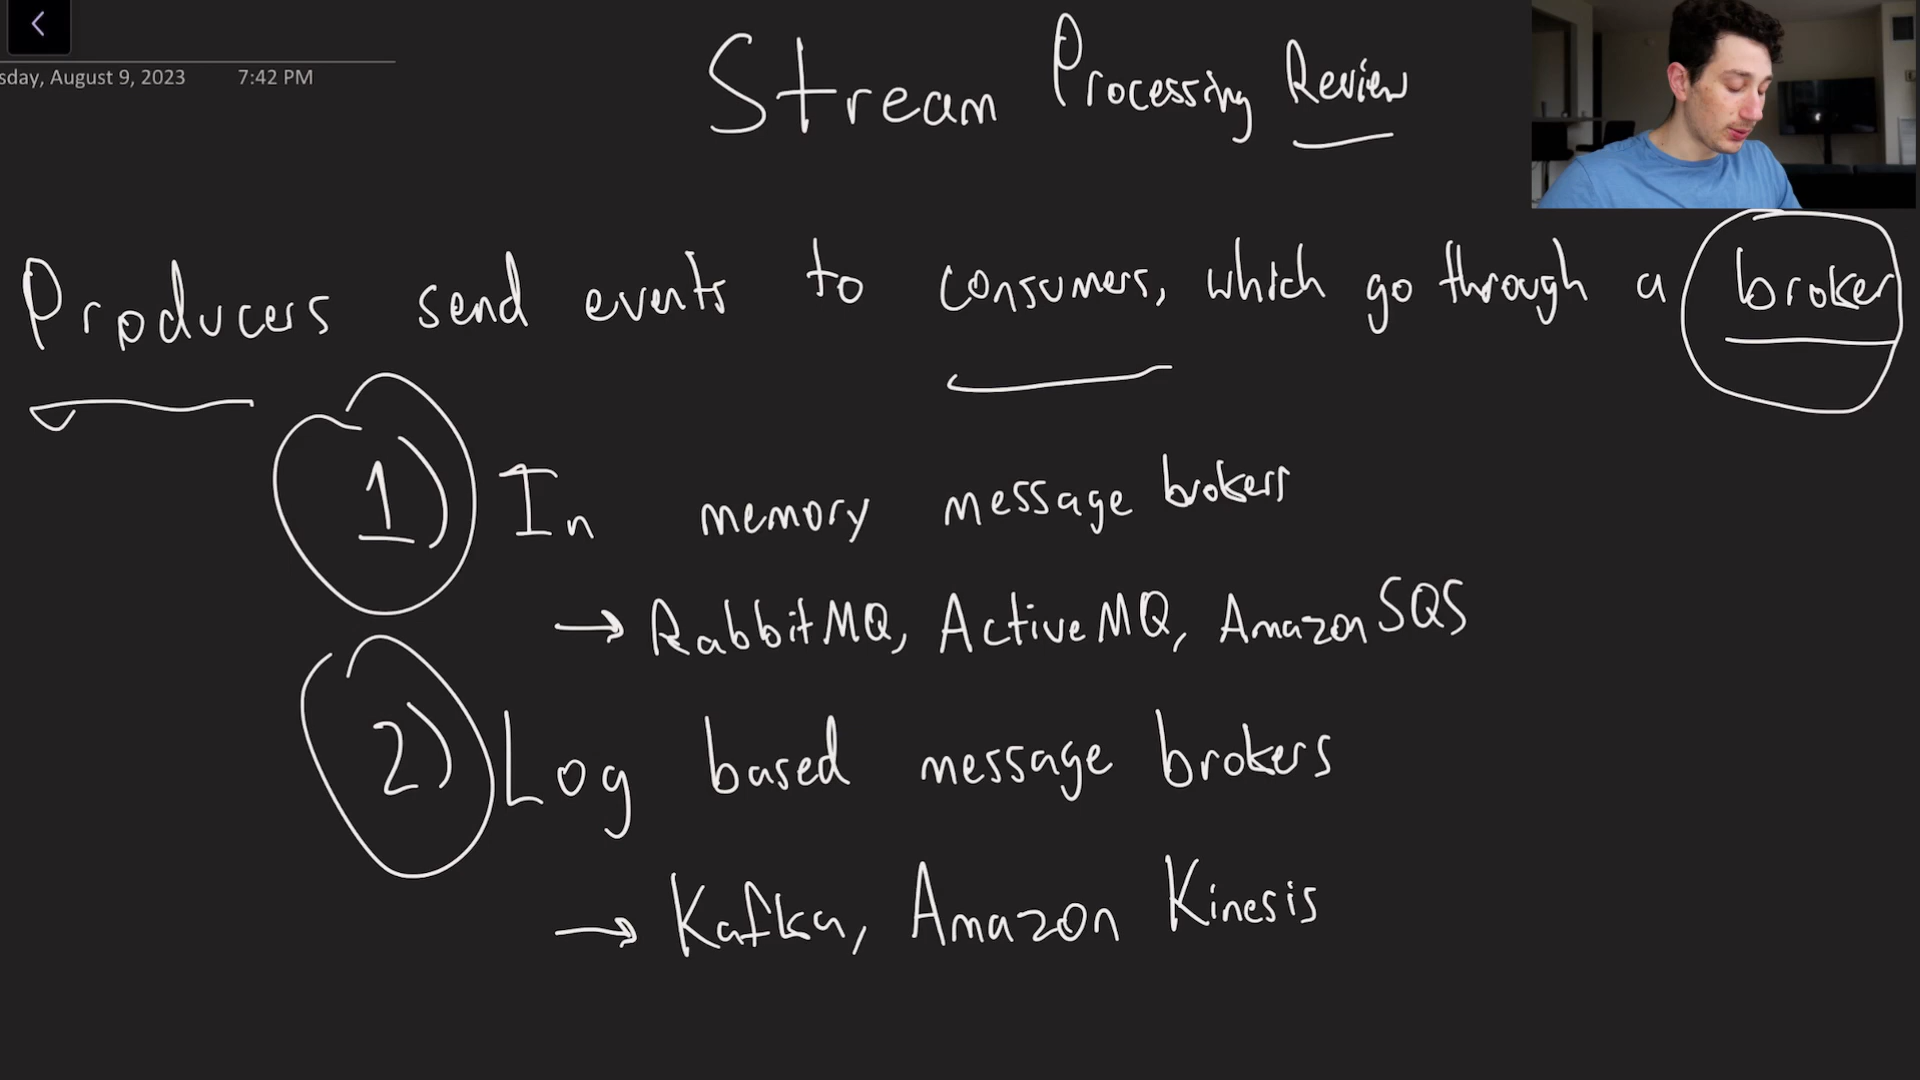 sday, August 9, 2023 7:42 PM
Stream Processing Review
Producers send events to consumers, which go through a broker
1) In memory message brokers
→ RabbitMQ, ActiveMQ, Amazon SQS
2) Log based message brokers
→ Kafka, Amazon Kinesis